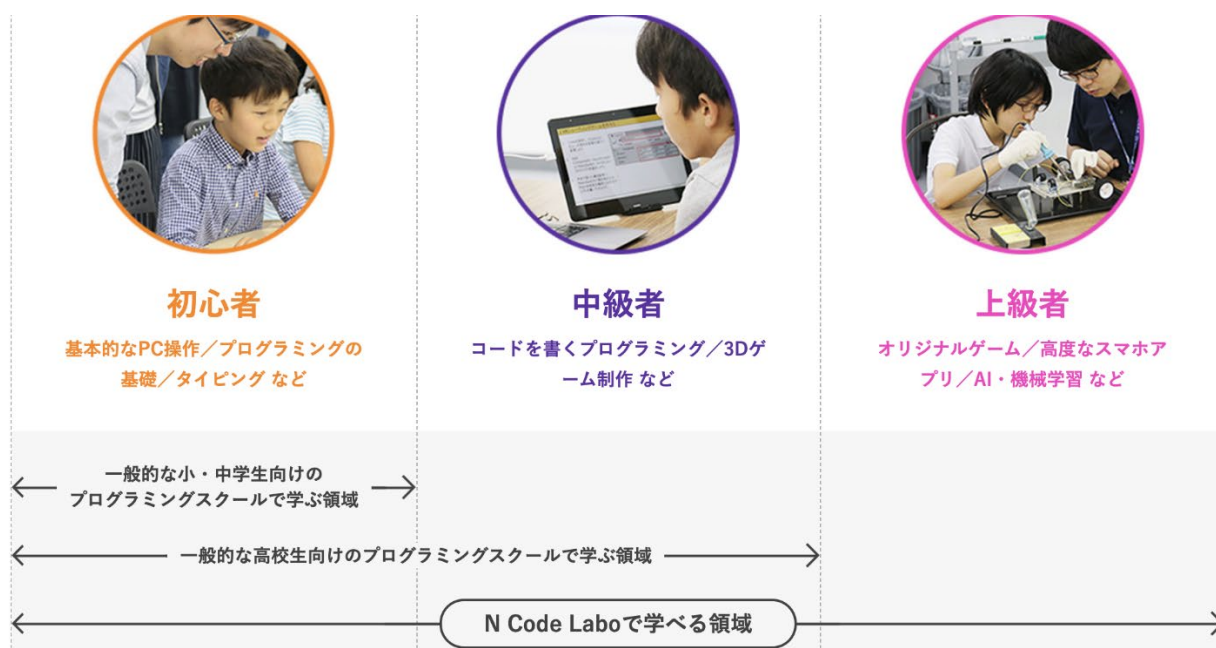 初心者
基本的なPC操作／プログラミングの
基礎／タイピング など
中級者
コードを書くプログラミング／3Dゲ
ーム制作 など
上級者
オリジナルゲーム／高度なスマホア
プリ／AI・機械学習 など
一般的な小・中学生向けの
プログラミングスクールで学ぶ領域
一般的な高校生向けのプログラミングスクールで学ぶ領域
N Code Laboで学べる領域